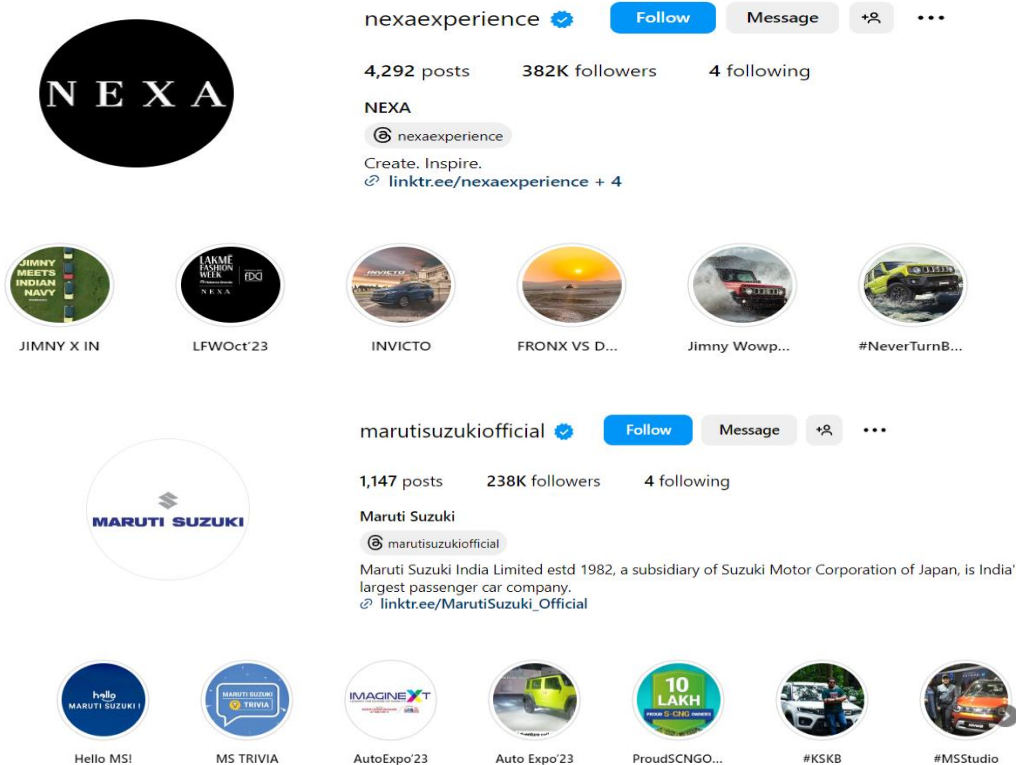 nexaexperience Follow Message
4,292 posts 382K followers 4 following
NEXA
NEXA
nexaexperience
Create. Inspire.
linktr.ee/nexaexperience + 4
JIMNY
MEETS
INDIAN
NAVY
LAKMĒ
FASHION
WEEK
FDCI
NEXA
INVICTO
JIMNY X IN LFWOct'23 INVICTO FRONX VS D... Jimny Wowp... #NeverTurnB...
marutisuzukiofficial Follow Message
1,147 posts 238K followers 4 following
MARUTI SUZUKI
Maruti Suzuki
marutisuzukiofficial
Maruti Suzuki India Limited estd 1982, a subsidiary of Suzuki Motor Corporation of Japan, is India'
largest passenger car company.
linktr.ee/MarutiSuzuki_Official
hello
MARUTI SUZUKI !
MARUTI SUZUKI
TRIVIA
IMAGINEXT
10
LAKH
PROUD S-CNG OWNERS
Hello MS! MS TRIVIA AutoExpo'23 Auto Expo'23 ProudSCNGO... #KSKB #MSStudio